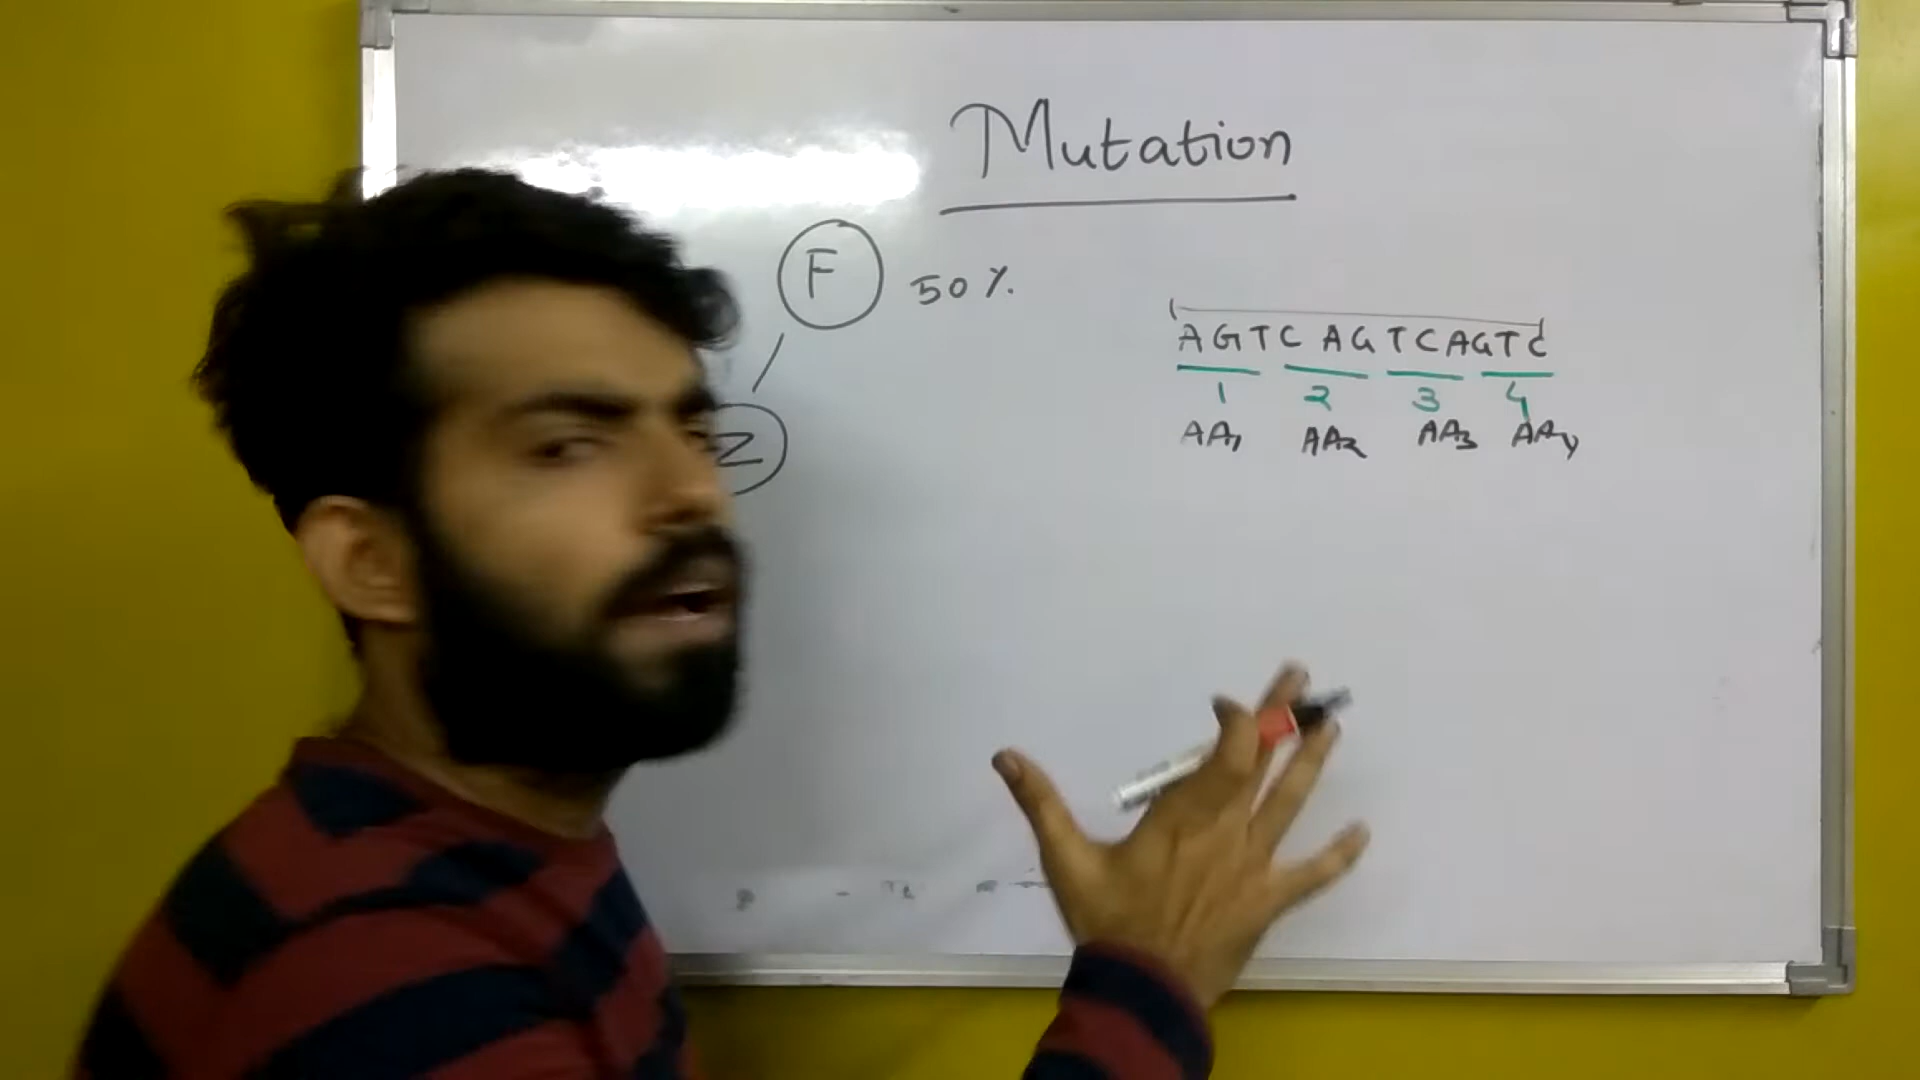 Mutation
F 50%
AGTC AGTCAGTC
1 2 3 4
AA1 AA2 AA3 AA4
Z